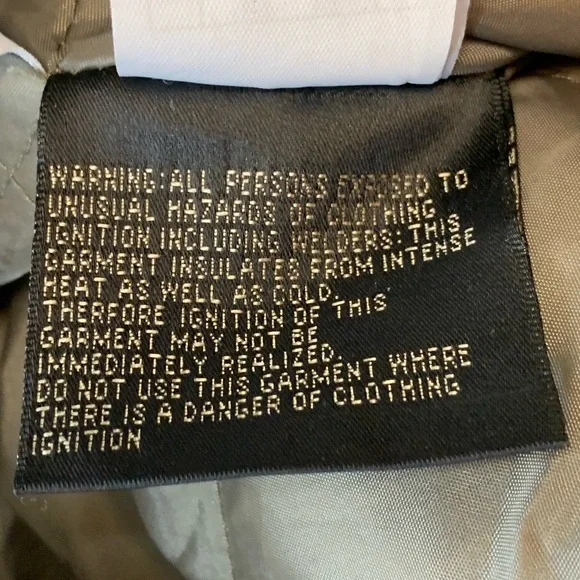 WARNING:ALL PERSONS EXPOSED TO
UNUSUAL HAZARDS OF CLOTHING
IGNITION INCLUDING WELDERS: THIS
GARMENT INSULATES FROM INTENSE
HEAT AS WELL AS COLD.
THERFORE IGNITION OF THIS
GARMENT MAY NOT BE
IMMEDIATELY REALIZED.
DO NOT USE THIS GARMENT WHERE
THERE IS A DANGER OF CLOTHING
IGNITION